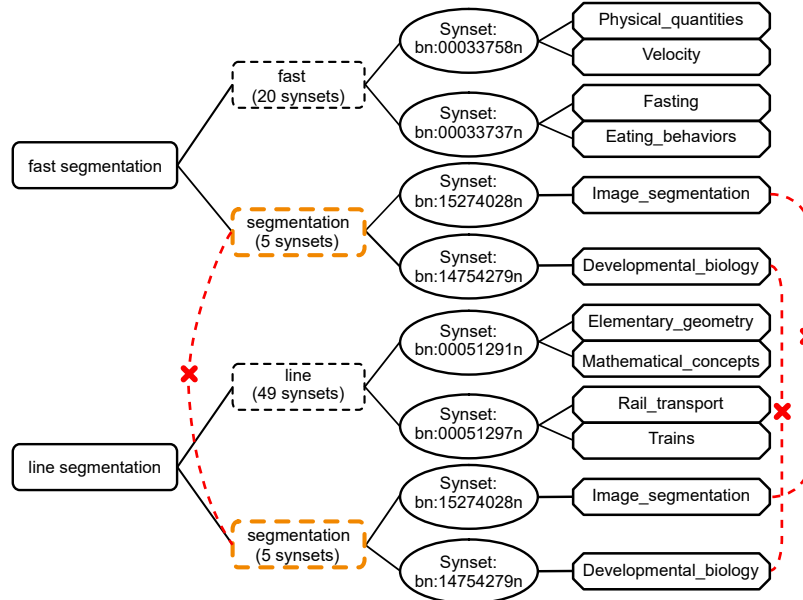 fast segmentation
fast
(20 synsets)
Synset:
bn:00033758n
Physical_quantities
Velocity
Synset:
bn:00033737n
Fasting
Eating_behaviors
segmentation
(5 synsets)
Synset:
bn:15274028n
Image_segmentation
Synset:
bn:14754279n
Developmental_biology
line segmentation
line
(49 synsets)
Synset:
bn:00051291n
Elementary_geometry
Mathematical_concepts
Synset:
bn:00051297n
Rail_transport
Trains
segmentation
(5 synsets)
Synset:
bn:15274028n
Image_segmentation
Synset:
bn:14754279n
Developmental_biology